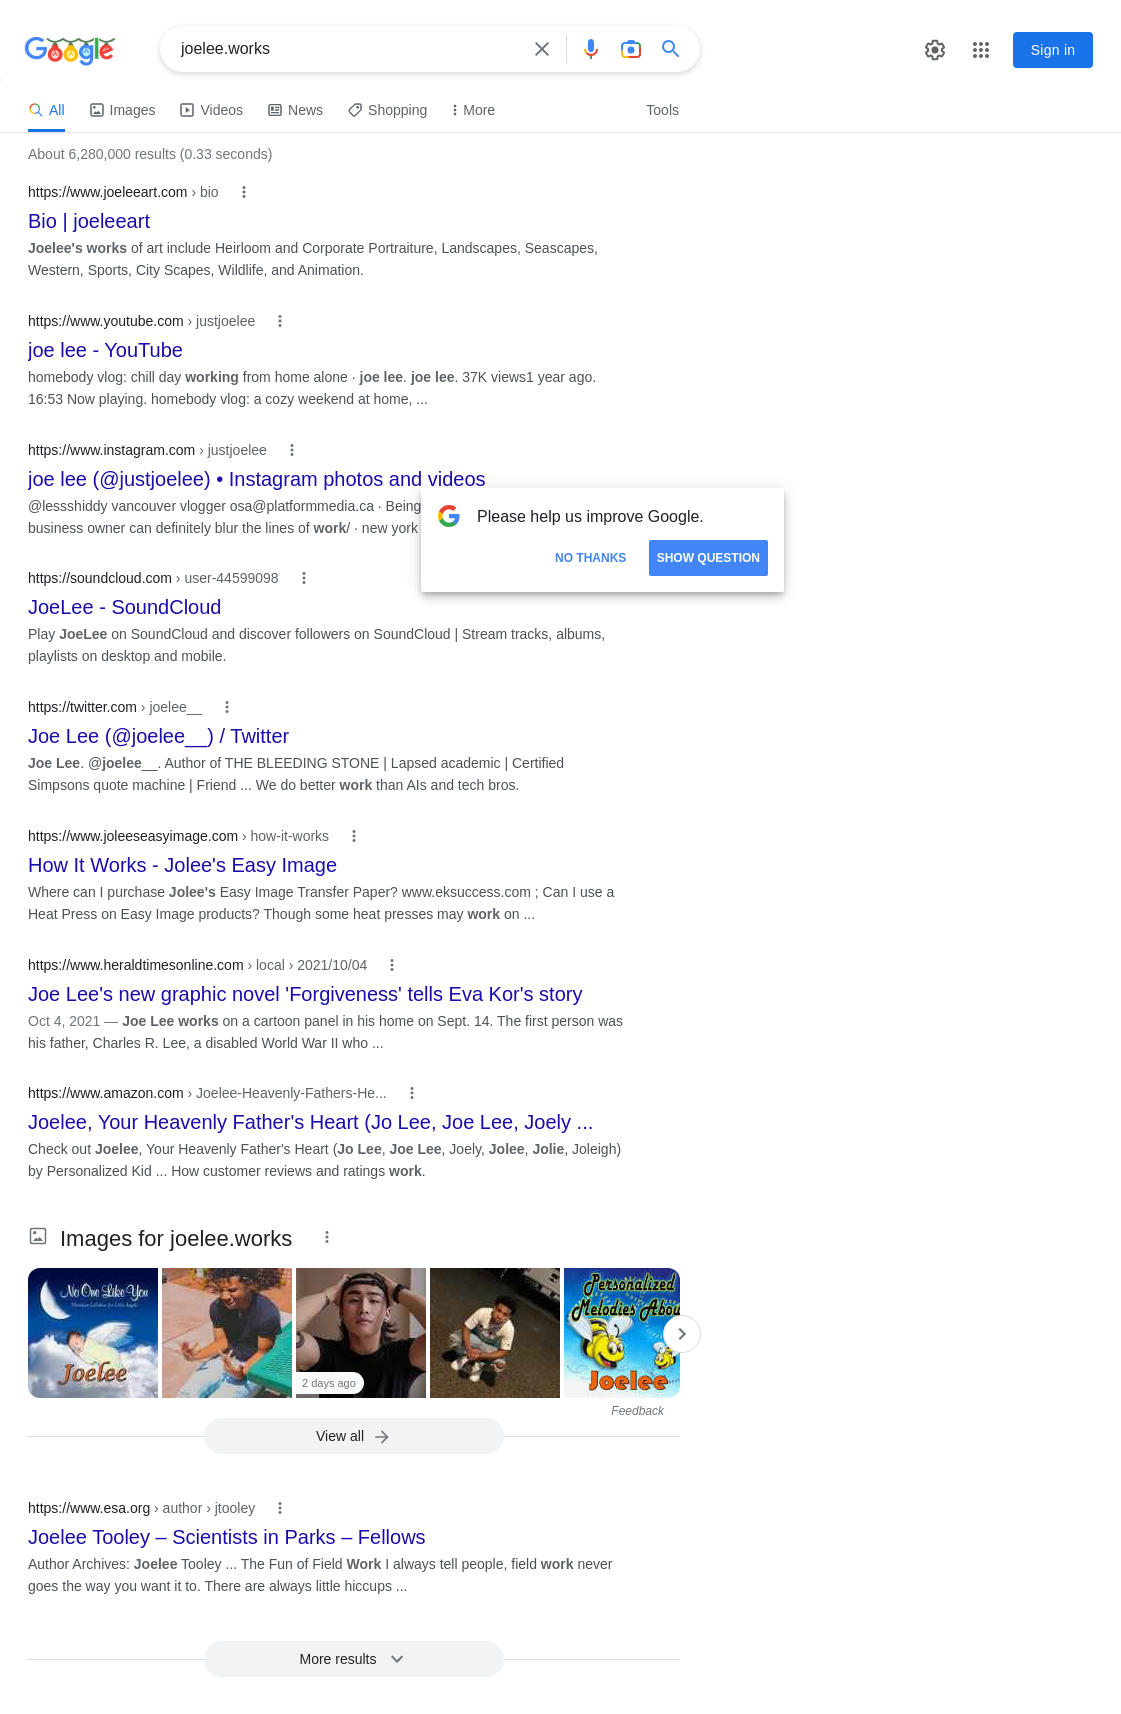 Google
joelee.works
Sign in
All
Images
Videos
News
Shopping
More
Tools
About 6,280,000 results (0.33 seconds)
https://www.joeleeart.com › bio
Bio | joeleeart
Joelee's works of art include Heirloom and Corporate Portraiture, Landscapes, Seascapes,
Western, Sports, City Scapes, Wildlife, and Animation.
https://www.youtube.com › justjoelee
joe lee - YouTube
homebody vlog: chill day working from home alone · joe lee. joe lee. 37K views1 year ago.
16:53 Now playing. homebody vlog: a cozy weekend at home, ...
https://www.instagram.com › justjoelee
joe lee (@justjoelee) • Instagram photos and videos
@lessshiddy vancouver vlogger osa@platformmedia.ca · Being
business owner can definitely blur the lines of work/ · new york
Please help us improve Google.
NO THANKS
SHOW QUESTION
https://soundcloud.com › user-44599098
JoeLee - SoundCloud
Play JoeLee on SoundCloud and discover followers on SoundCloud | Stream tracks, albums,
playlists on desktop and mobile.
https://twitter.com › joelee__
Joe Lee (@joelee__) / Twitter
Joe Lee. @joelee__. Author of THE BLEEDING STONE | Lapsed academic | Certified
Simpsons quote machine | Friend ... We do better work than AIs and tech bros.
https://www.joleeseasyimage.com › how-it-works
How It Works - Jolee's Easy Image
Where can I purchase Jolee's Easy Image Transfer Paper? www.eksuccess.com ; Can I use a
Heat Press on Easy Image products? Though some heat presses may work on ...
https://www.heraldtimesonline.com › local › 2021/10/04
Joe Lee's new graphic novel 'Forgiveness' tells Eva Kor's story
Oct 4, 2021 — Joe Lee works on a cartoon panel in his home on Sept. 14. The first person was
his father, Charles R. Lee, a disabled World War II who ...
https://www.amazon.com › Joelee-Heavenly-Fathers-He...
Joelee, Your Heavenly Father's Heart (Jo Lee, Joe Lee, Joely ...
Check out Joelee, Your Heavenly Father's Heart (Jo Lee, Joe Lee, Joely, Jolee, Jolie, Joleigh)
by Personalized Kid ... How customer reviews and ratings work.
Images for joelee.works
No One Like You
Joelee
2 days ago
Personalized
Melodies Abou
Joelee
Feedback
View all
https://www.esa.org › author › jtooley
Joelee Tooley – Scientists in Parks – Fellows
Author Archives: Joelee Tooley ... The Fun of Field Work I always tell people, field work never
goes the way you want it to. There are always little hiccups ...
More results